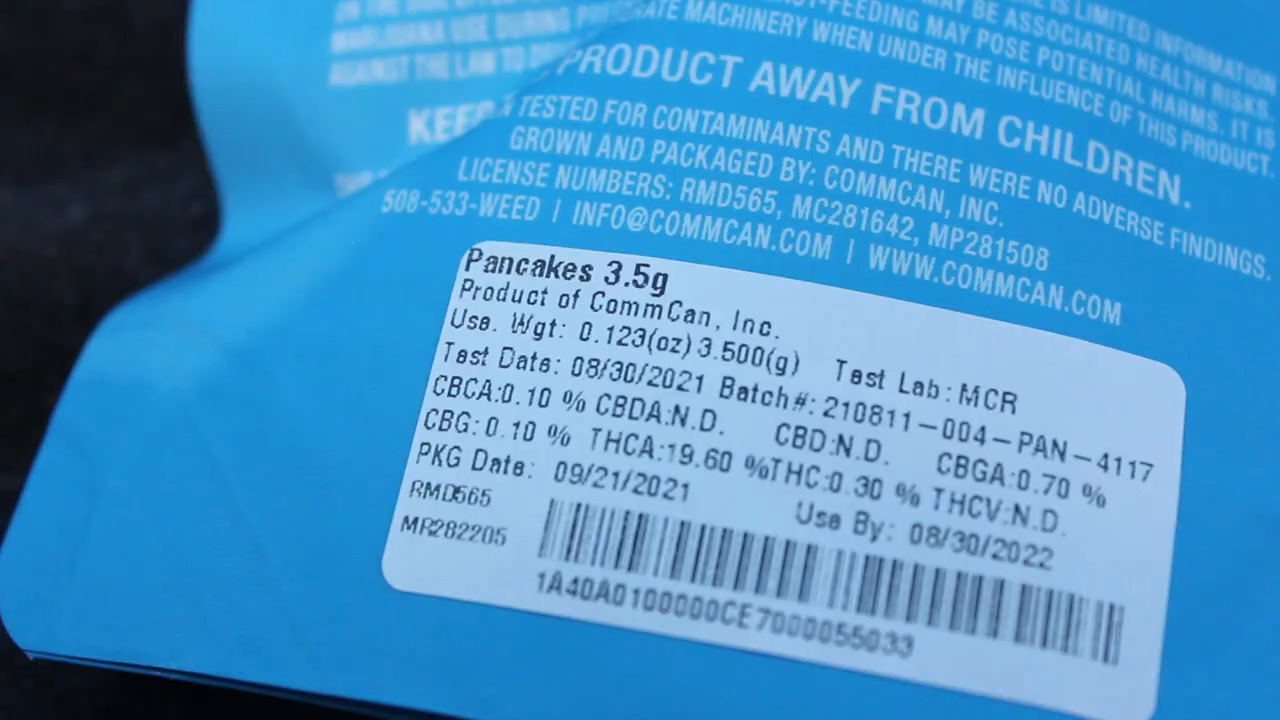 RE IS LIMITED INFORMATION
MARIJUANA USE DURING MAY BE ASSOCIATED HEALTH RISKS.
AGAINST THE LAW TO -FEEDING MAY POSE POTENTIAL HARMS. IT IS
MACHINERY WHEN UNDER THE INFLUENCE OF THIS PRODUCT.
KEEP PRODUCT AWAY FROM CHILDREN.
TESTED FOR CONTAMINANTS AND THERE WERE NO ADVERSE FINDINGS.
GROWN AND PACKAGED BY: COMMCAN, INC.
LICENSE NUMBERS: RMD565, MC281642, MP281508
508-533-WEED | INFO@COMMCAN.COM | WWW.COMMCAN.COM
Pancakes 3.5g
Product of CommCan, Inc.
Use. Wgt: 0.123(oz) 3.500(g) Test Lab: MCR
Test Date: 08/30/2021 Batch#: 210811-004-PAN-4117
CBCA:0.10 % CBDA:N.D. CBD:N.D. CBGA:0.70 %
CBG: 0.10 % THCA:19.60 %THC:0.30 % THCV:N.D.
PKG Date: 09/21/2021 Use By: 08/30/2022
RMD565
MR282205
1A40A0100000CE7000055033